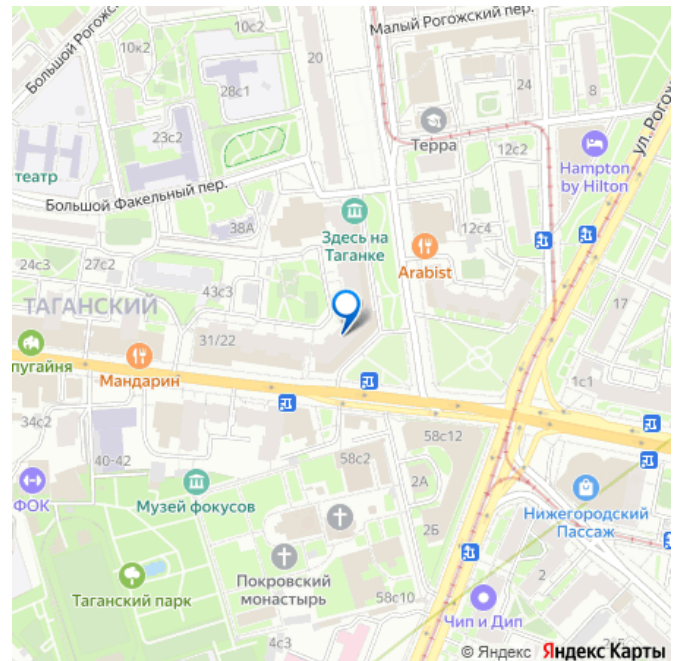 Малый Рогожский пер.
Большой Рогожс
10с2
10к2
20
28с1
24
8
ул. Рогожс
Терра
23с2
12с2
Hampton
by Hilton
театр
Большой Факельный пер.
38А
Здесь на
Таганке
12с4
Arabist
24с3
27с2
43с3
ТАГАНСКИЙ
17
31/22
пугайня
Мандарин
1с1
34с2
58с12
40-42
58с2
2А
ФОК
Музей фокусов
Нижегородский
Пассаж
2Б
Покровский
монастырь
Таганский парк
58с10
2
Чип и Дип
4с3
© Яндекс Яндекс Карты